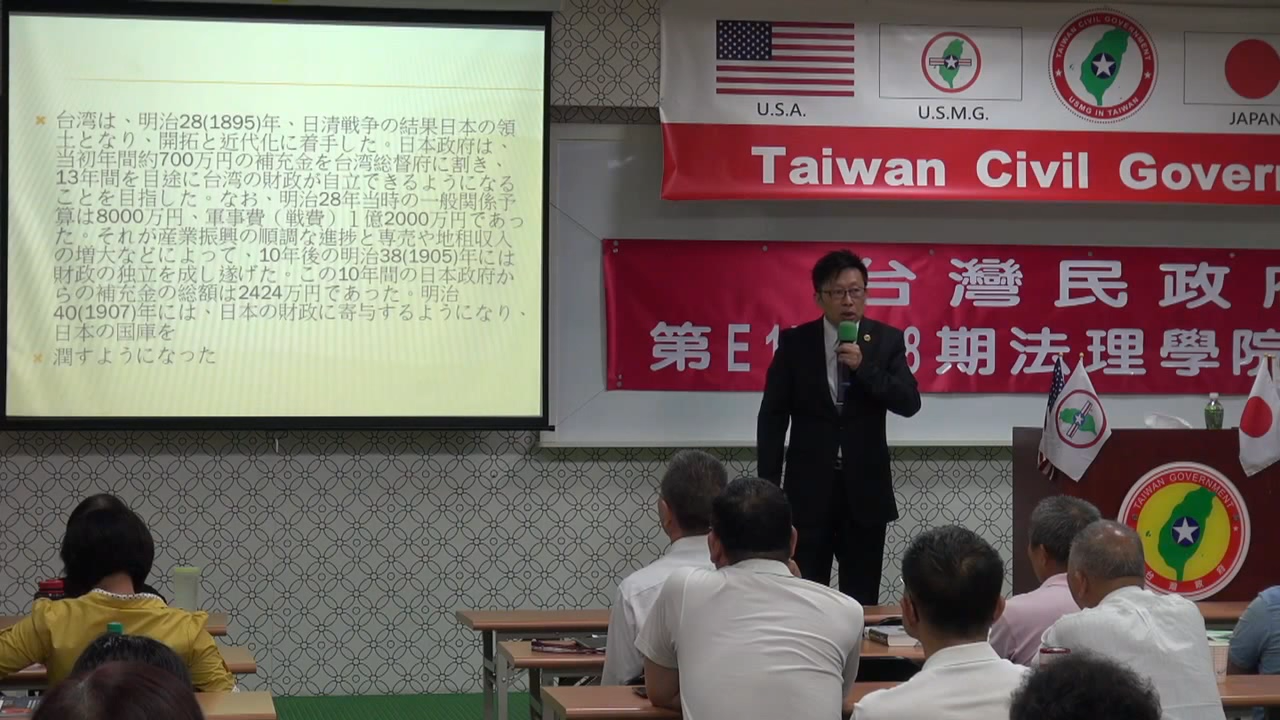 台湾は、明治28(1895)年、日清戦争の結果日本の領
土となり、開拓と近代化に着手した。日本政府は、
当初年間約700万円の補充金を台湾総督府に割き、
13年間を目途に台湾の財政が自立できるようになる
ことを目指した。なお、明治28年当時の一般関係予
算は8000万円、軍事費（戦費）１億2000万円であっ
た。それが産業振興の順調な進捗と専売や地租収入
の増大などによって、10年後の明治38(1905)年には
財政の独立を成し遂げた。この10年間の日本政府か
らの補充金の総額は2424万円であった。明治
40(1907)年には、日本の財政に寄与するようになり、
日本の国庫を
潤すようになった
U.S.A.
U.S.M.G.
TAIWAN CIVIL GOVERNMENT
USMG IN TAIWAN
JAPAN
Taiwan Civil Govern
台灣民政府
第E1 8期法理學院
TAIWAN GOVERNMENT
台灣政府